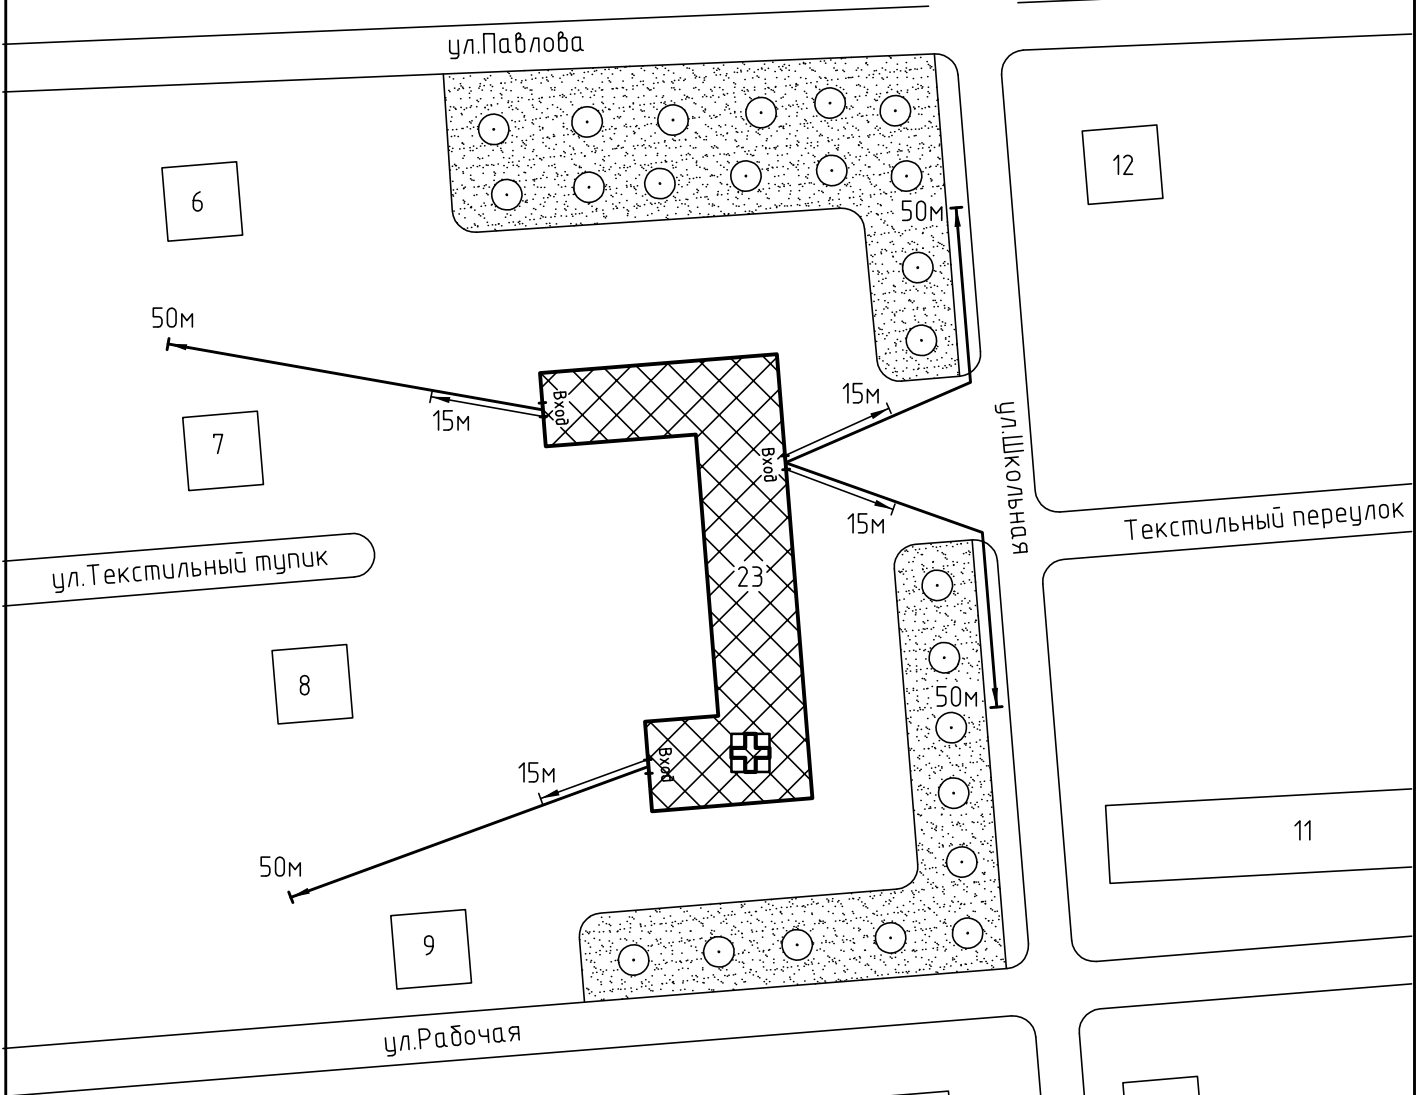 ул.Павлова
12
6
50м
50м
15м
Вход
15м
7
Вход
15м
ул.Школьная
Текстильный переулок
ул.Текстильный тупик
23
8
50м
Вход
15м
11
50м
9
ул.Рабочая